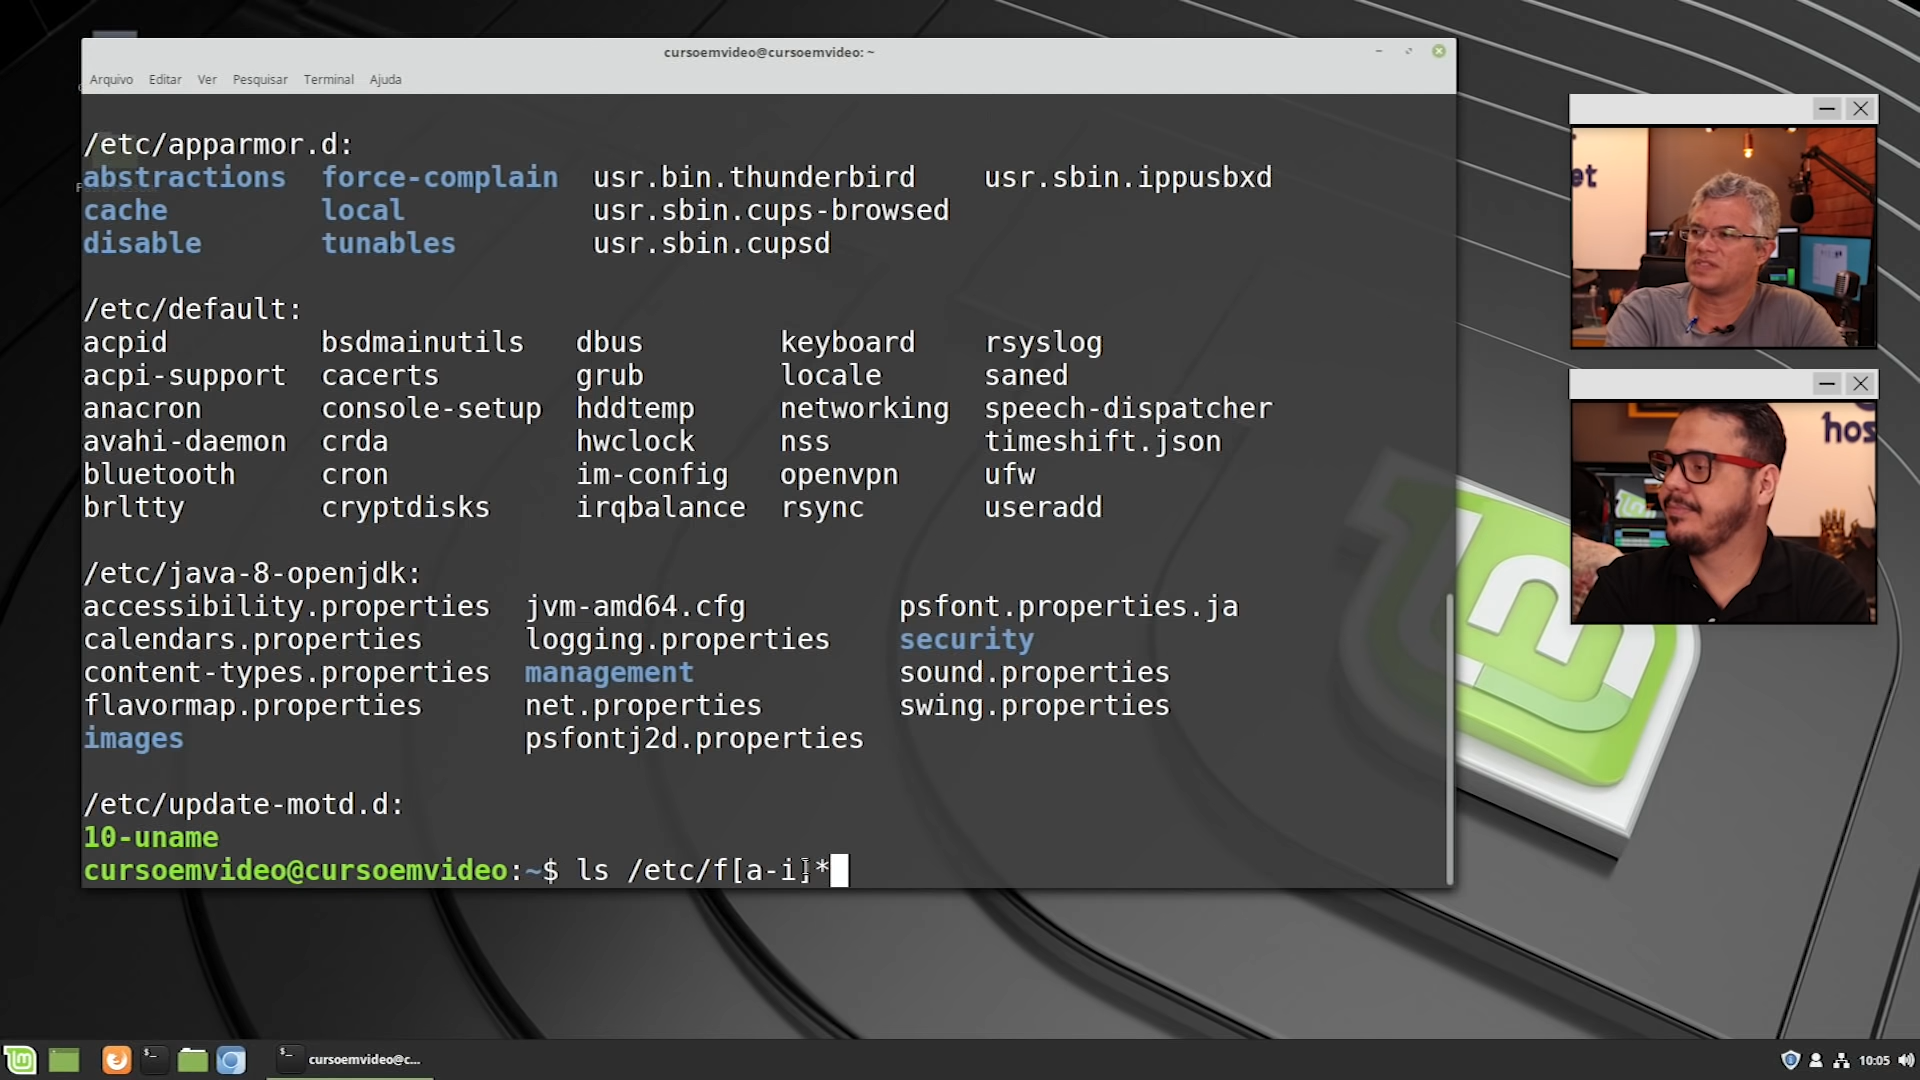 cursoemvideo@cursoemvideo: ~
Arquivo Editar Ver Pesquisar Terminal Ajuda
/etc/apparmor.d:
abstractions force-complain usr.bin.thunderbird usr.sbin.ippusbxd
cache local usr.sbin.cups-browsed
disable tunables usr.sbin.cupsd
/etc/default:
acpid bsdmainutils dbus keyboard rsyslog
acpi-support cacerts grub locale saned
anacron console-setup hddtemp networking speech-dispatcher
avahi-daemon crda hwclock nss timeshift.json
bluetooth cron im-config openvpn ufw
brltty cryptdisks irqbalance rsync useradd
/etc/java-8-openjdk:
accessibility.properties jvm-amd64.cfg psfont.properties.ja
calendars.properties logging.properties security
content-types.properties management sound.properties
flavormap.properties net.properties swing.properties
images psfontj2d.properties
/etc/update-motd.d:
10-uname
cursoemvideo@cursoemvideo:~$ ls /etc/f[a-i]*
et
hos
cursoemvideo@c...
10:05